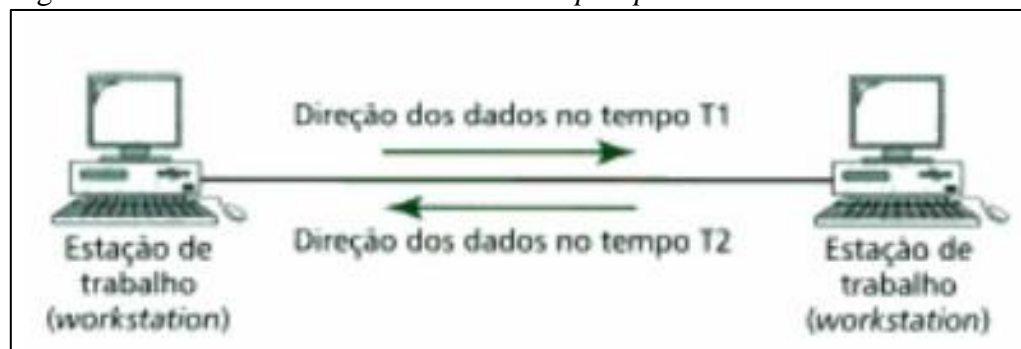 Direção dos dados no tempo T1
Direção dos dados no tempo T2
Estação de
trabalho
(workstation)
Estação de
trabalho
(workstation)